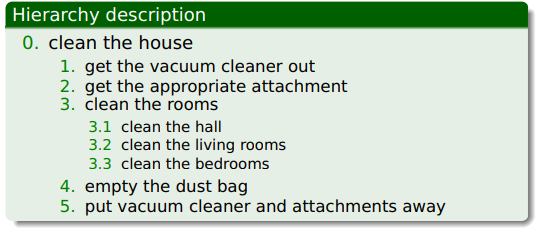 Hierarchy description
0. clean the house
1. get the vacuum cleaner out
2. get the appropriate attachment
3. clean the rooms
3.1 clean the hall
3.2 clean the living rooms
3.3 clean the bedrooms
4. empty the dust bag
5. put vacuum cleaner and attachments away